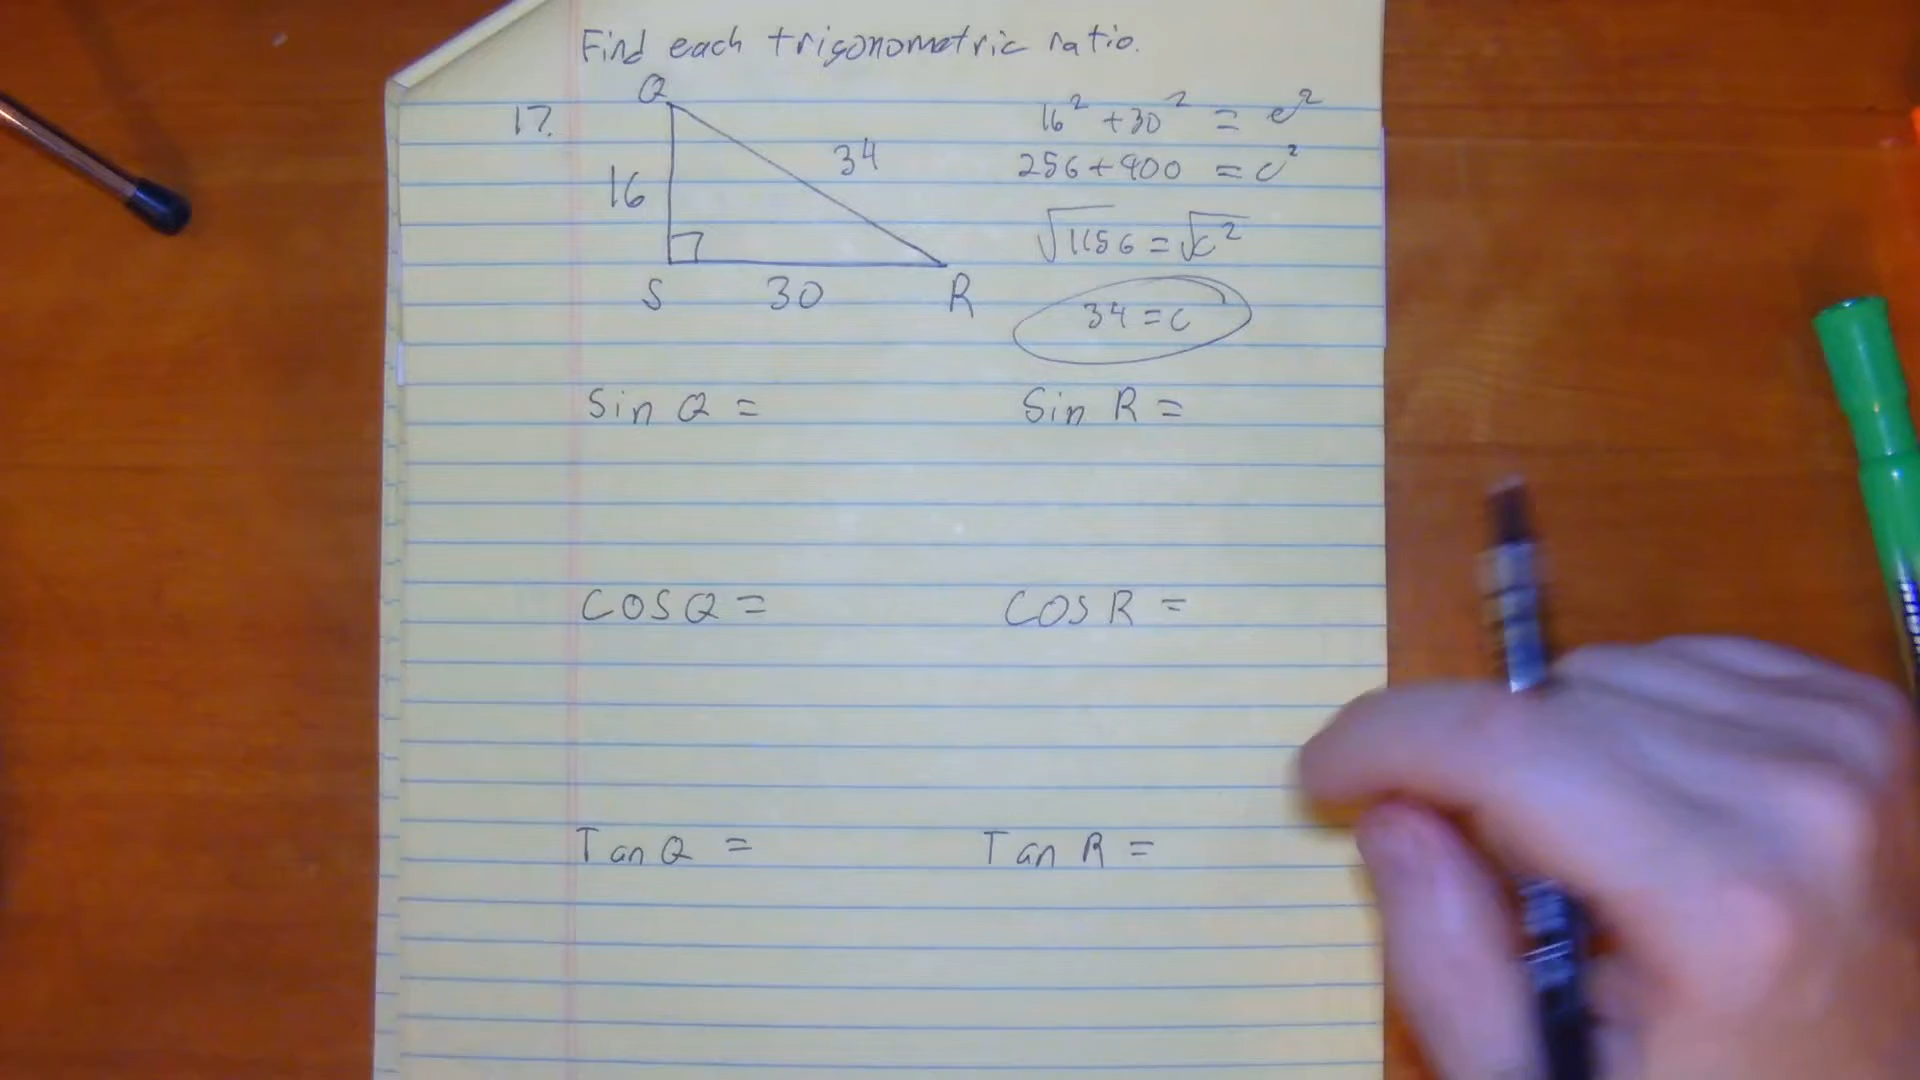 Find each trigonometric ratio.
17.
Q
16
34
S
30
R
16² + 30² = c²
256 + 900 = c²
√1156 = √c²
34 = c
Sin Q =
Sin R =
COS Q =
COS R =
Tan Q =
Tan R =